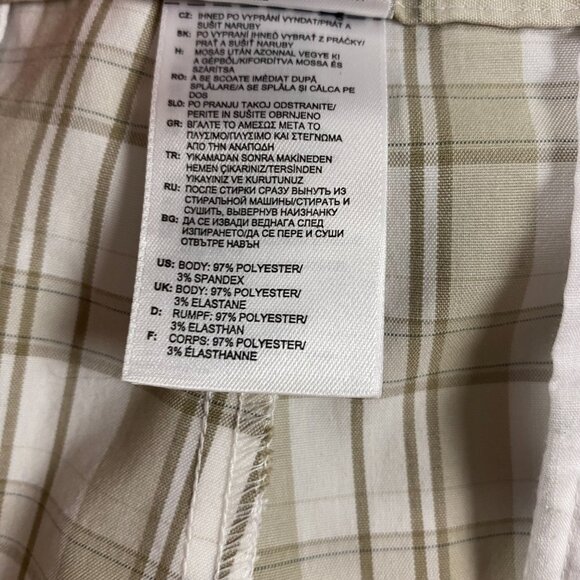 CZ: IHNED PO VYPRÁNÍ VYNDAT/PRÁT A
SUŠIT NARUBY
SK: PO VYPRANÍ IHNEĎ VYBRAŤ Z PRÁČKY/
PRAŤ A SUŠIŤ NARUBY
H: MOSÁS UTÁN AZONNAL VEGYE KI
A GÉPBŐL/KIFORDÍTVA MOSSA ÉS
SZÁRÍTSA
RO: A SE SCOATE IMEDIAT DUPĂ
SPĂLARE/A SE SPĂLA ŞI CĂLCA PE
DOS
SLO: PO PRANJU TAKOJ ODSTRANITE/
PERITE IN SUŠITE OBRNJENO
GR: ΒΓΑΛΤΕ ΤΟ ΑΜΕΣΩΣ ΜΕΤΑ ΤΟ
ΠΛΥΣΙΜΟ/ΠΛΥΣΙΜΟ ΚΑΙ ΣΤΕΓΝΩΜΑ
ΑΠΟ ΤΗΝ ΑΝΑΠΟΔΗ
TR: YIKAMADAN SONRA MAKİNEDEN
HEMEN ÇIKARINIZ/TERSİNDEN
YIKAYINIZ VE KURUTUNUZ
RU: ПОСЛЕ СТИРКИ СРАЗУ ВЫНУТЬ ИЗ
СТИРАЛЬНОЙ МАШИНЫ/СТИРАТЬ И
СУШИТЬ, ВЫВЕРНУВ НАИЗНАНКУ
BG: ДА СЕ ИЗВАДИ ВЕДНАГА СЛЕД
ИЗПИРАНЕТО/ДА СЕ ПЕРЕ И СУШИ
ОТВЪТРЕ НАВЪН
US: BODY: 97% POLYESTER/
3% SPANDEX
UK: BODY: 97% POLYESTER/
3% ELASTANE
D: RUMPF: 97% POLYESTER/
3% ELASTHAN
F: CORPS: 97% POLYESTER/
3% ÉLASTHANNE